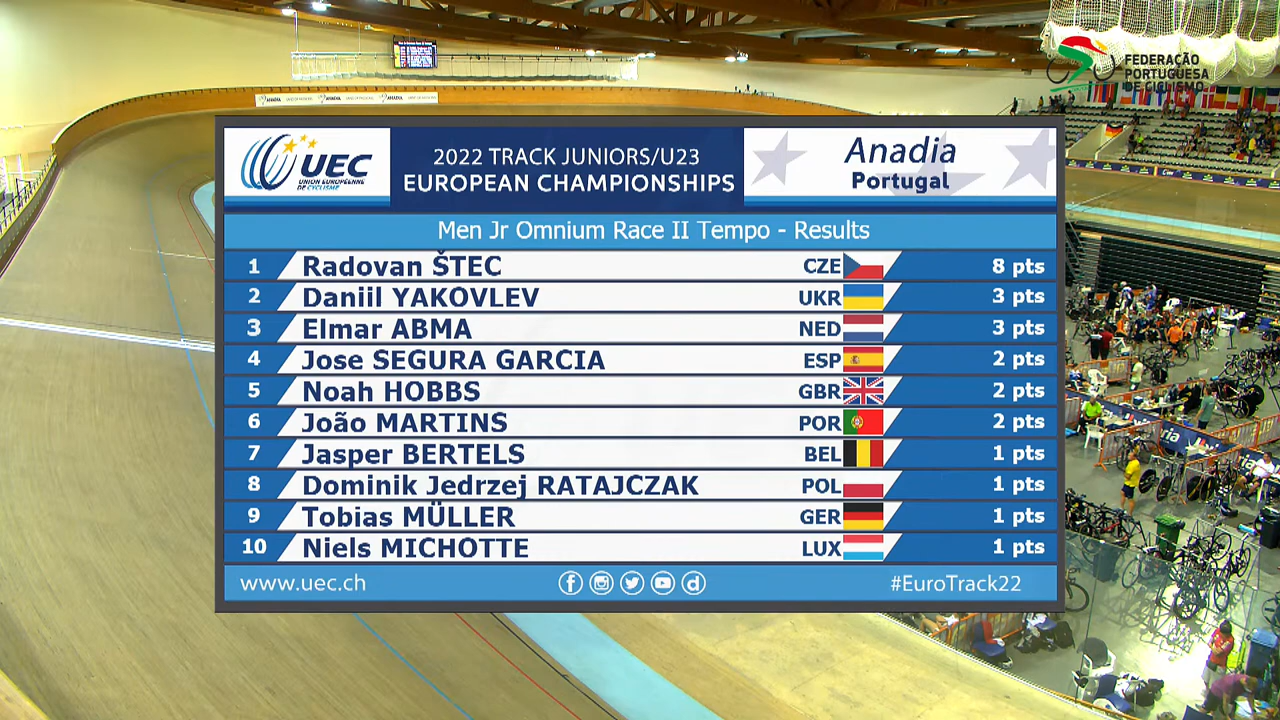 FEDERAÇÃO
PORTUGUESA
DE CICLISMO
UEC
UNION EUROPÉENNE
DE CYCLISME
2022 TRACK JUNIORS/U23
EUROPEAN CHAMPIONSHIPS
Anadia
Portugal
Men Jr Omnium Race II Tempo - Results
1 Radovan ŠTEC CZE 8 pts
2 Daniil YAKOVLEV UKR 3 pts
3 Elmar ABMA NED 3 pts
4 Jose SEGURA GARCIA ESP 2 pts
5 Noah HOBBS GBR 2 pts
6 João MARTINS POR 2 pts
7 Jasper BERTELS BEL 1 pts
8 Dominik Jedrzej RATAJCZAK POL 1 pts
9 Tobias MÜLLER GER 1 pts
10 Niels MICHOTTE LUX 1 pts
www.uec.ch #EuroTrack22